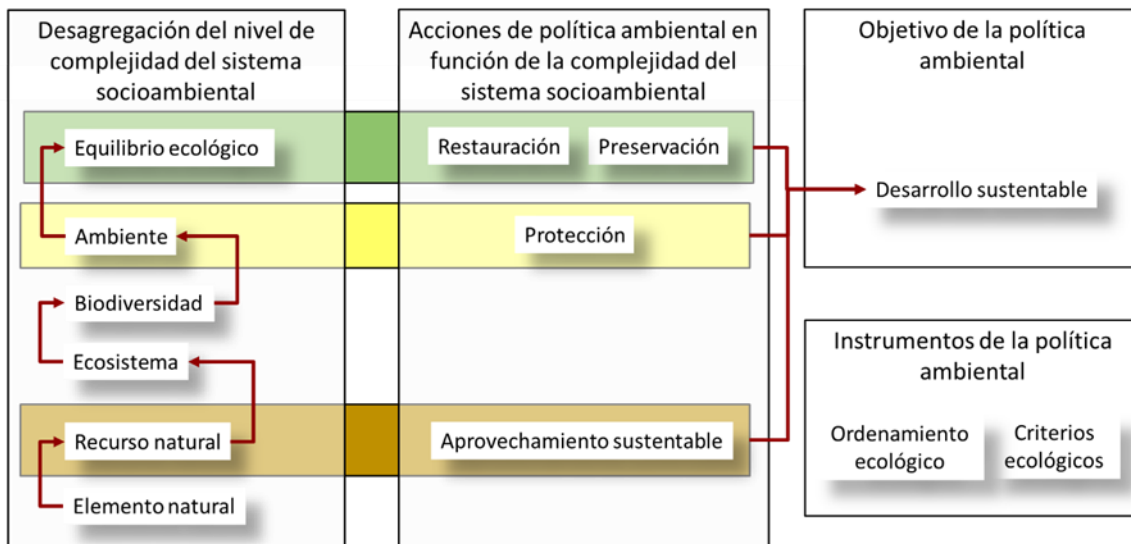 Desagregación del nivel de
complejidad del sistema
socioambiental
Equilibrio ecológico
Ambiente
Biodiversidad
Ecosistema
Recurso natural
Elemento natural
Acciones de política ambiental en
función de la complejidad del
sistema socioambiental
Restauración
Preservación
Protección
Aprovechamiento sustentable
Objetivo de la política
ambiental
Desarrollo sustentable
Instrumentos de la política
ambiental
Ordenamiento
ecológico
Criterios
ecológicos